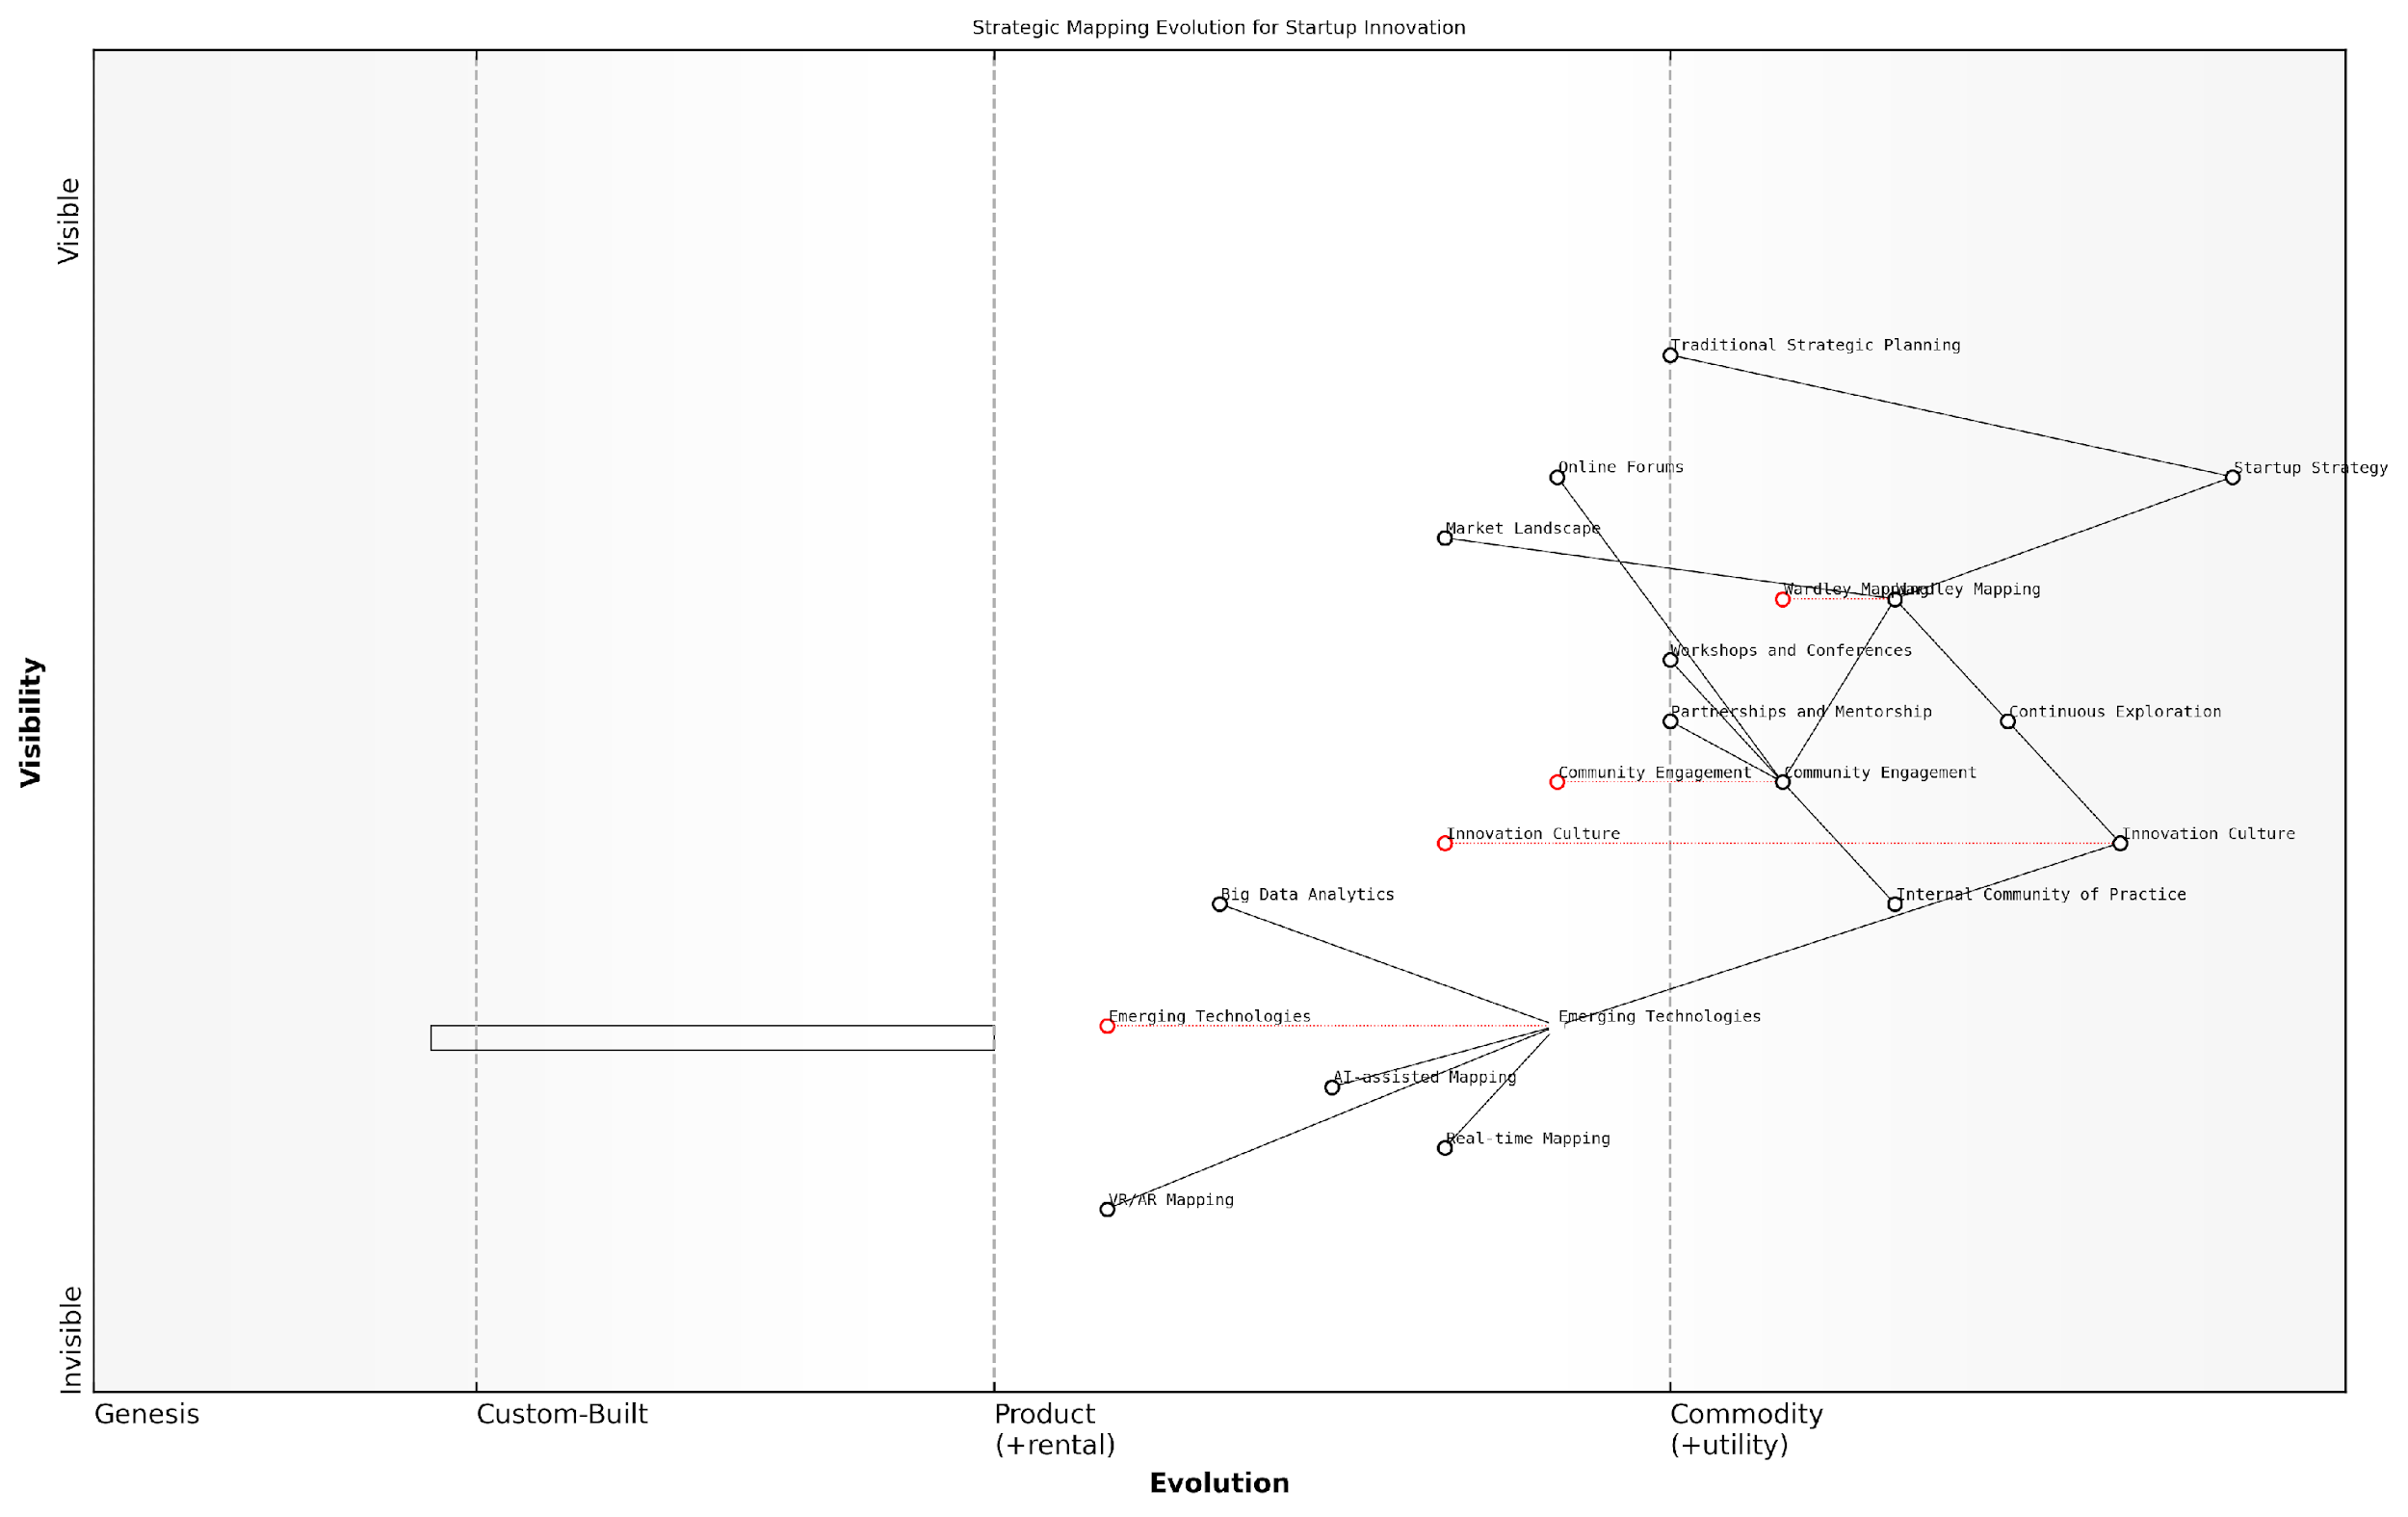 Strategic Mapping Evolution for Startup Innovation
Visible
Traditional Strategic Planning
Online Forums
Startup Strategy
Market Landscape
Wardley Mapping
Wardley Mapping
Workshops and Conferences
Visibility
Partnerships and Mentorship
Continuous Exploration
Community Engagement
Community Engagement
Innovation Culture
Innovation Culture
Big Data Analytics
Internal Community of Practice
Emerging Technologies
Emerging Technologies
AI-assisted Mapping
Real-time Mapping
VR/AR Mapping
Invisible
Genesis
Custom-Built
Product
(+rental)
Commodity
(+utility)
Evolution